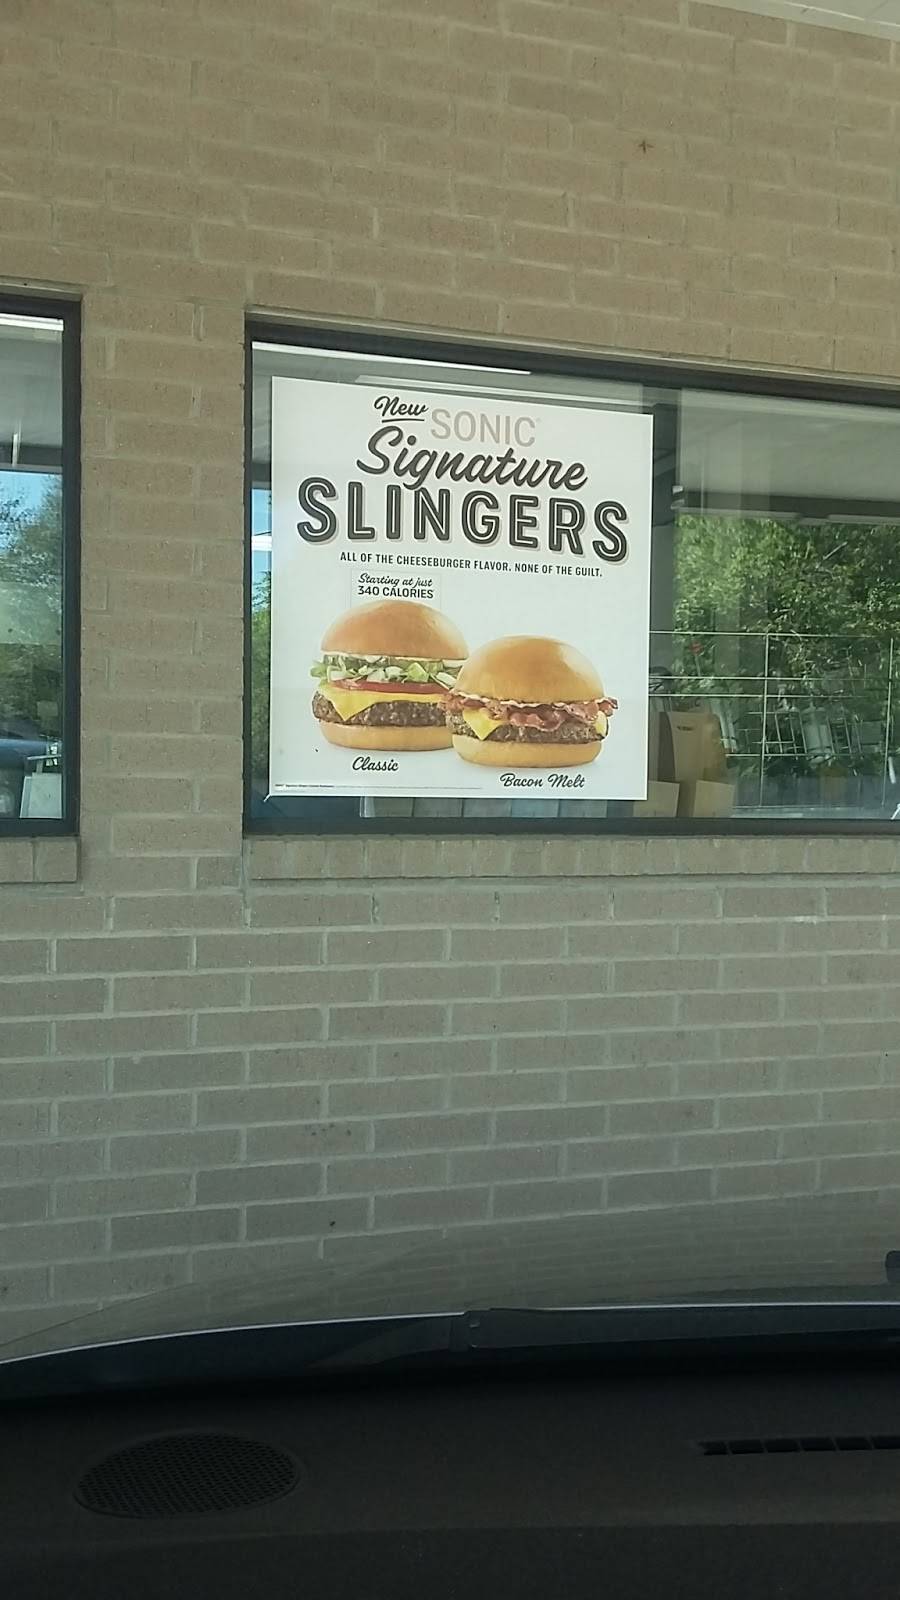 New SONIC
Signature
SLINGERS
ALL OF THE CHEESEBURGER FLAVOR. NONE OF THE GUILT.
Starting at just
340 CALORIES
Classic
Bacon Melt